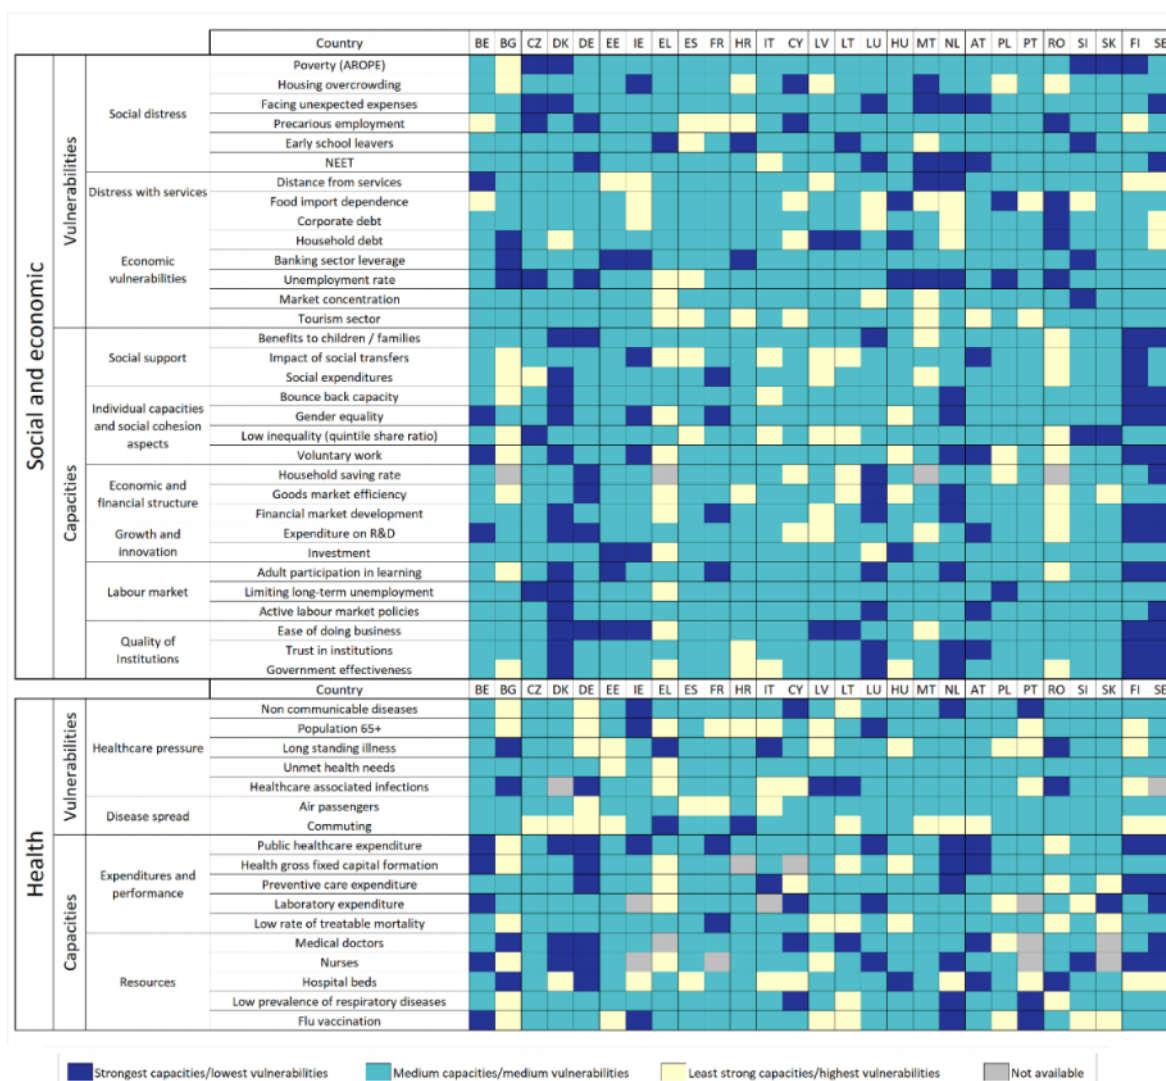 Country BE BG CZ DK DE EE IE EL ES FR HR IT CY LV LT LU HU MT NL AT PL PT RO SI SK FI SE
Social and economic
Vulnerabilities
Social distress
Poverty (AROPE)
Housing overcrowding
Facing unexpected expenses
Precarious employment
Early school leavers
NEET
Distress with services
Distance from services
Food import dependence
Economic
vulnerabilities
Corporate debt
Household debt
Banking sector leverage
Unemployment rate
Market concentration
Tourism sector
Capacities
Social support
Benefits to children / families
Impact of social transfers
Social expenditures
Individual capacities
and social cohesion
aspects
Bounce back capacity
Gender equality
Low inequality (quintile share ratio)
Voluntary work
Economic and
financial structure
Household saving rate
Goods market efficiency
Financial market development
Growth and
innovation
Expenditure on R&D
Investment
Labour market
Adult participation in learning
Limiting long-term unemployment
Active labour market policies
Quality of
Institutions
Ease of doing business
Trust in institutions
Government effectiveness
Country BE BG CZ DK DE EE IE EL ES FR HR IT CY LV LT LU HU MT NL AT PL PT RO SI SK FI SE
Health
Vulnerabilities
Healthcare pressure
Non communicable diseases
Population 65+
Long standing illness
Unmet health needs
Healthcare associated infections
Disease spread
Air passengers
Commuting
Capacities
Expenditures and
performance
Public healthcare expenditure
Health gross fixed capital formation
Preventive care expenditure
Laboratory expenditure
Low rate of treatable mortality
Resources
Medical doctors
Nurses
Hospital beds
Low prevalence of respiratory diseases
Flu vaccination
Strongest capacities/lowest vulnerabilities
Medium capacities/medium vulnerabilities
Least strong capacities/highest vulnerabilities
Not available